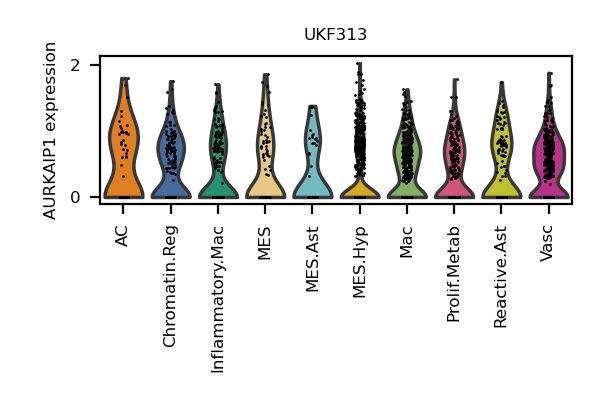 UKF313
AURKAIP1 expression
2
0
AC
Chromatin.Reg
Inflammatory.Mac
MES
MES.Ast
MES.Hyp
Mac
Prolif.Metab
Reactive.Ast
Vasc